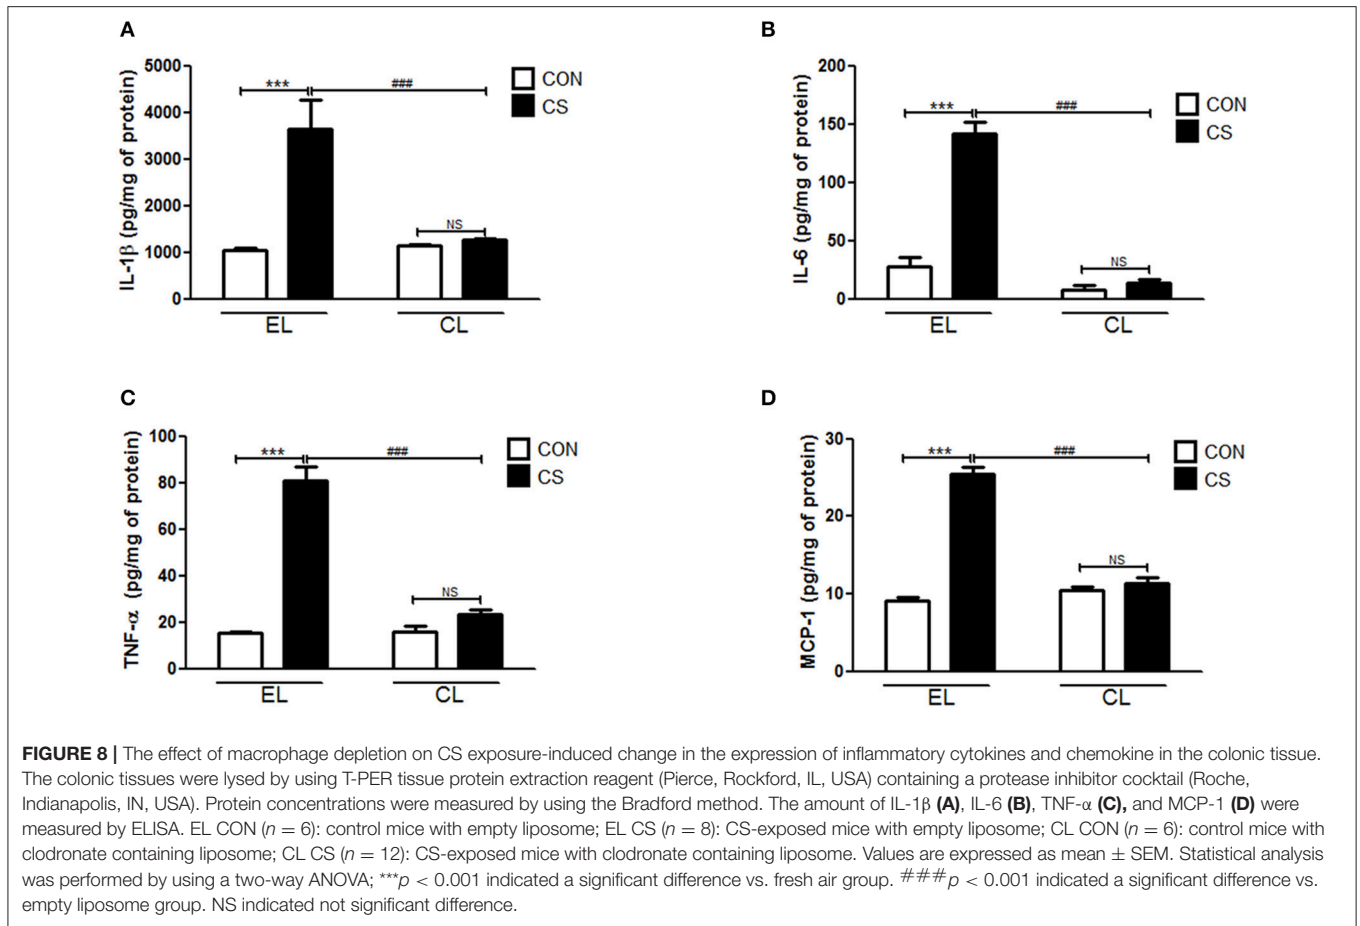 A
IL-1β (pg/mg of protein)
5000
4000
3000
2000
1000
0
***
###
NS
CON
CS
EL
CL
B
IL-6 (pg/mg of protein)
200
150
100
50
0
***
###
NS
CON
CS
EL
CL
C
TNF-α (pg/mg of protein)
100
80
60
40
20
0
***
###
NS
CON
CS
EL
CL
D
MCP-1 (pg/mg of protein)
30
20
10
0
***
###
NS
CON
CS
EL
CL
FIGURE 8 | The effect of macrophage depletion on CS exposure-induced change in the expression of inflammatory cytokines and chemokine in the colonic tissue.
The colonic tissues were lysed by using T-PER tissue protein extraction reagent (Pierce, Rockford, IL, USA) containing a protease inhibitor cocktail (Roche,
Indianapolis, IN, USA). Protein concentrations were measured by using the Bradford method. The amount of IL-1β (A), IL-6 (B), TNF-α (C), and MCP-1 (D) were
measured by ELISA. EL CON (n = 6): control mice with empty liposome; EL CS (n = 8): CS-exposed mice with empty liposome; CL CON (n = 6): control mice with
clodronate containing liposome; CL CS (n = 12): CS-exposed mice with clodronate containing liposome. Values are expressed as mean ± SEM. Statistical analysis
was performed by using a two-way ANOVA; ***p < 0.001 indicated a significant difference vs. fresh air group. ###p < 0.001 indicated a significant difference vs.
empty liposome group. NS indicated not significant difference.